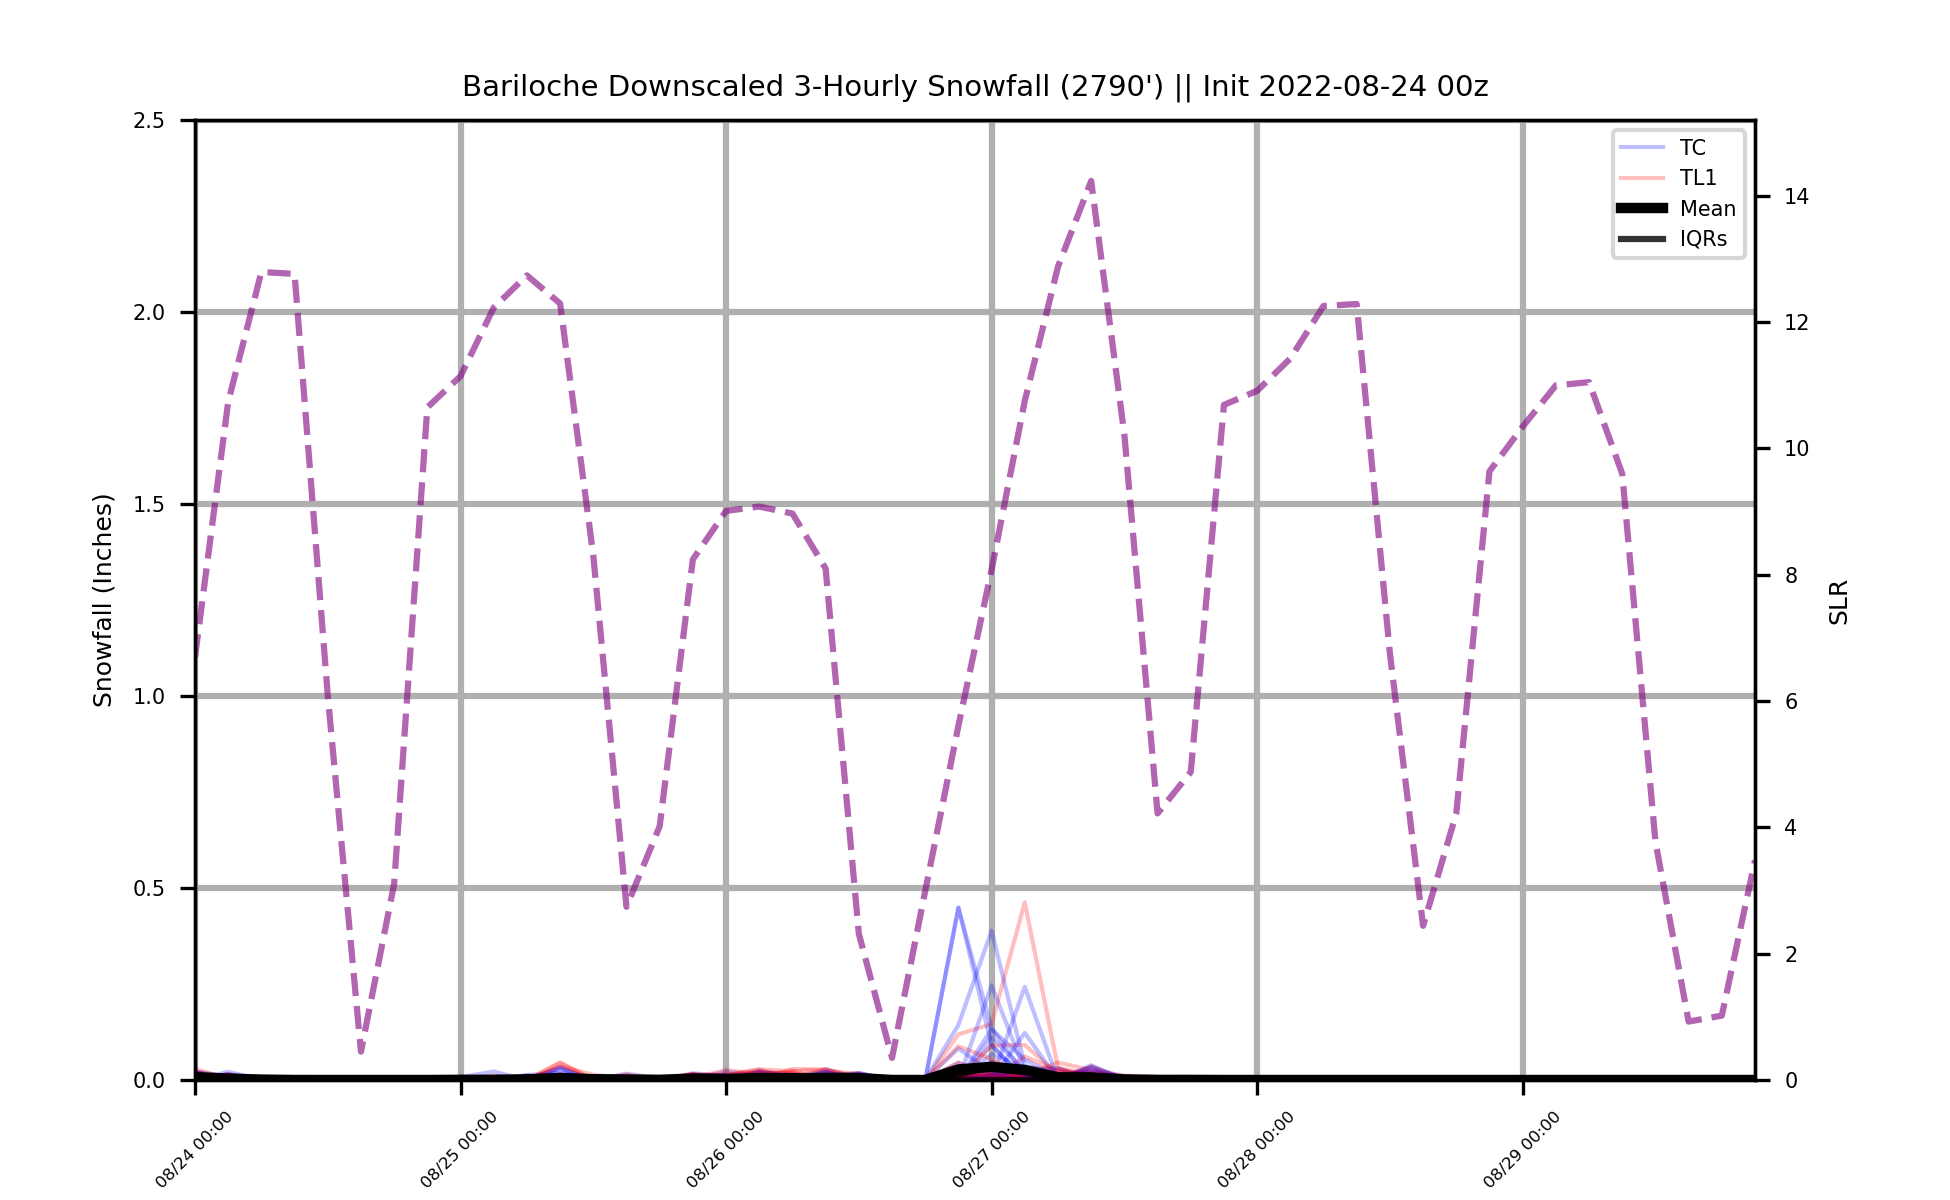 Bariloche Downscaled 3-Hourly Snowfall (2790') || Init 2022-08-24 00z
2.5
2.0
1.5
1.0
0.5
0.0
Snowfall (Inches)
TC
TL1
Mean
IQRs
14
12
10
8
6
4
2
0
SLR
08/24 00:00
08/25 00:00
08/26 00:00
08/27 00:00
08/28 00:00
08/29 00:00